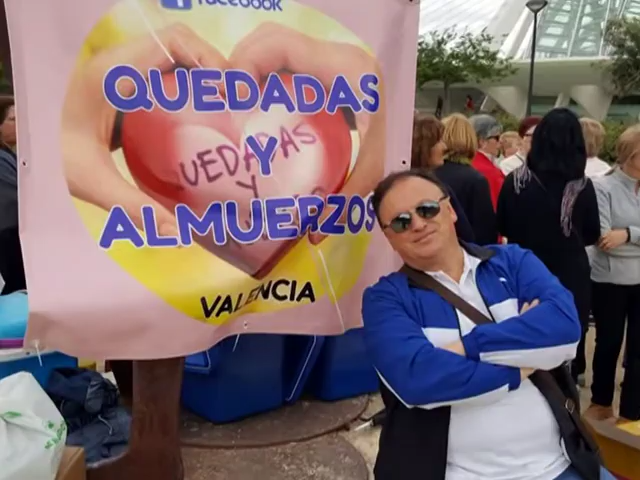 facebook
QUEDADAS
Y
ALMUERZOS
QUEDADAS
Y
VALENCIA